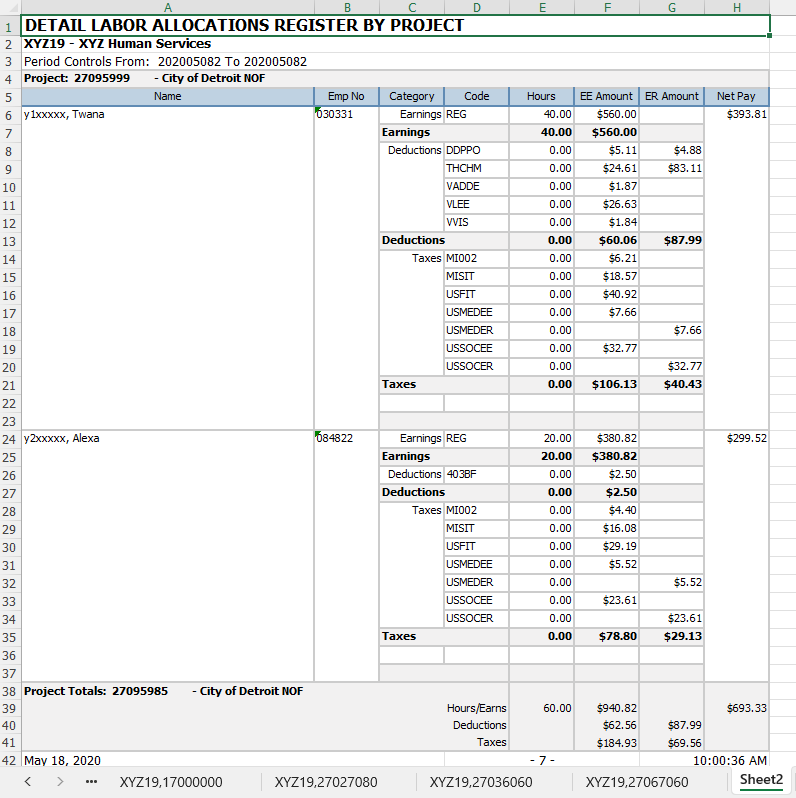 A B C D E F G H
1 DETAIL LABOR ALLOCATIONS REGISTER BY PROJECT
2 XYZ19 - XYZ Human Services
3 Period Controls From: 202005082 To 202005082
4 Project: 27095999 - City of Detroit NOF
5 Name Emp No Category Code Hours EE Amount ER Amount Net Pay
6 y1xxxxx, Twana 030331 Earnings REG 40.00 $560.00 $393.81
7 Earnings 40.00 $560.00
8 Deductions DDPPO 0.00 $5.11 $4.88
9 THCHM 0.00 $24.61 $83.11
10 VADDE 0.00 $1.87
11 VLEE 0.00 $26.63
12 VVIS 0.00 $1.84
13 Deductions 0.00 $60.06 $87.99
14 Taxes MI002 0.00 $6.21
15 MISIT 0.00 $18.57
16 USFIT 0.00 $40.92
17 USMEDEE 0.00 $7.66
18 USMEDER 0.00 $7.66
19 USSOCEE 0.00 $32.77
20 USSOCER 0.00 $32.77
21 Taxes 0.00 $106.13 $40.43
22
23
24 y2xxxxx, Alexa 084822 Earnings REG 20.00 $380.82 $299.52
25 Earnings 20.00 $380.82
26 Deductions 403BF 0.00 $2.50
27 Deductions 0.00 $2.50
28 Taxes MI002 0.00 $4.40
29 MISIT 0.00 $16.08
30 USFIT 0.00 $29.19
31 USMEDEE 0.00 $5.52
32 USMEDER 0.00 $5.52
33 USSOCEE 0.00 $23.61
34 USSOCER 0.00 $23.61
35 Taxes 0.00 $78.80 $29.13
36
37
38 Project Totals: 27095985 - City of Detroit NOF
39 Hours/Earns 60.00 $940.82 $693.33
40 Deductions $62.56 $87.99
41 Taxes $184.93 $69.56
42 May 18, 2020 - 7 - 10:00:36 AM
XYZ19,17000000 XYZ19,27027080 XYZ19,27036060 XYZ19,27067060 Sheet2